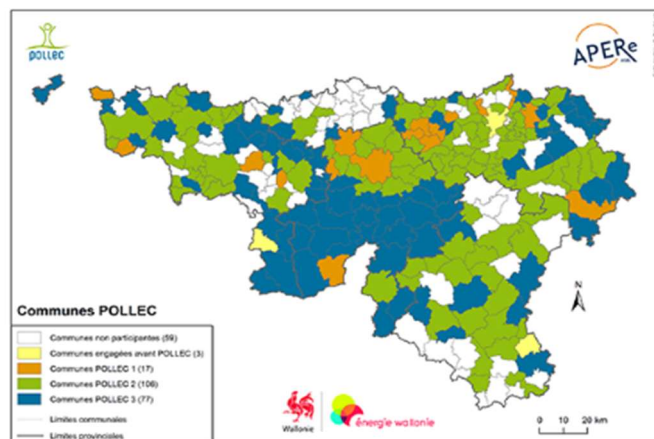 pollec
APERe
Communes POLLEC
Communes non participantes (59)
Communes engagées avant POLLEC (3)
Communes POLLEC 1 (17)
Communes POLLEC 2 (106)
Communes POLLEC 3 (77)
Limites communales
Limites provinciales
Wallonie
énergie wallonie
N
0 10 20 km